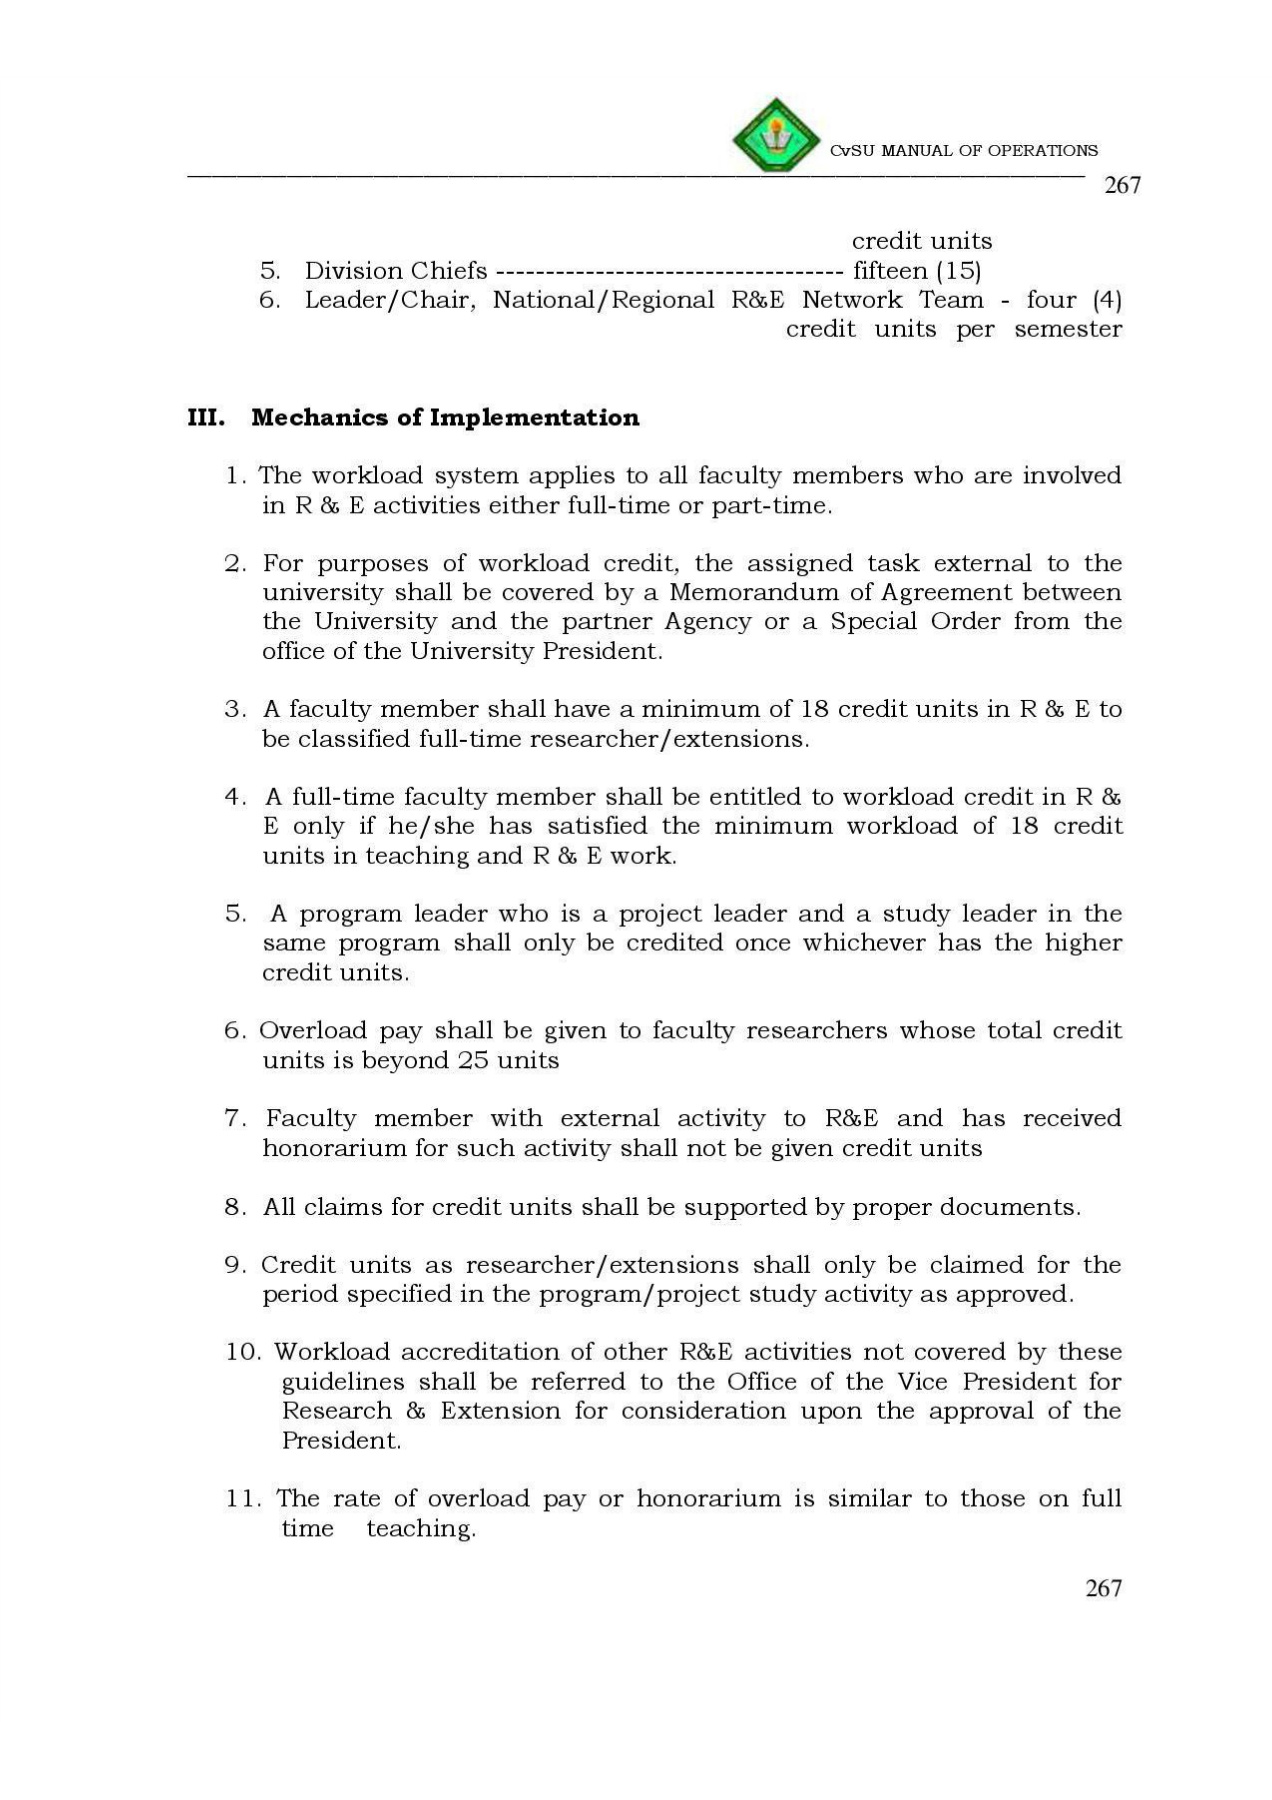 CvSU MANUAL OF OPERATIONS
267
credit units
5. Division Chiefs ----------------------------------- fifteen (15)
6. Leader/Chair, National/Regional R&E Network Team - four (4)
credit units per semester
III. Mechanics of Implementation
1. The workload system applies to all faculty members who are involved
in R & E activities either full-time or part-time.
2. For purposes of workload credit, the assigned task external to the
university shall be covered by a Memorandum of Agreement between
the University and the partner Agency or a Special Order from the
office of the University President.
3. A faculty member shall have a minimum of 18 credit units in R & E to
be classified full-time researcher/extensions.
4. A full-time faculty member shall be entitled to workload credit in R &
E only if he/she has satisfied the minimum workload of 18 credit
units in teaching and R & E work.
5. A program leader who is a project leader and a study leader in the
same program shall only be credited once whichever has the higher
credit units.
6. Overload pay shall be given to faculty researchers whose total credit
units is beyond 25 units
7. Faculty member with external activity to R&E and has received
honorarium for such activity shall not be given credit units
8. All claims for credit units shall be supported by proper documents.
9. Credit units as researcher/extensions shall only be claimed for the
period specified in the program/project study activity as approved.
10. Workload accreditation of other R&E activities not covered by these
guidelines shall be referred to the Office of the Vice President for
Research & Extension for consideration upon the approval of the
President.
11. The rate of overload pay or honorarium is similar to those on full
time teaching.
267